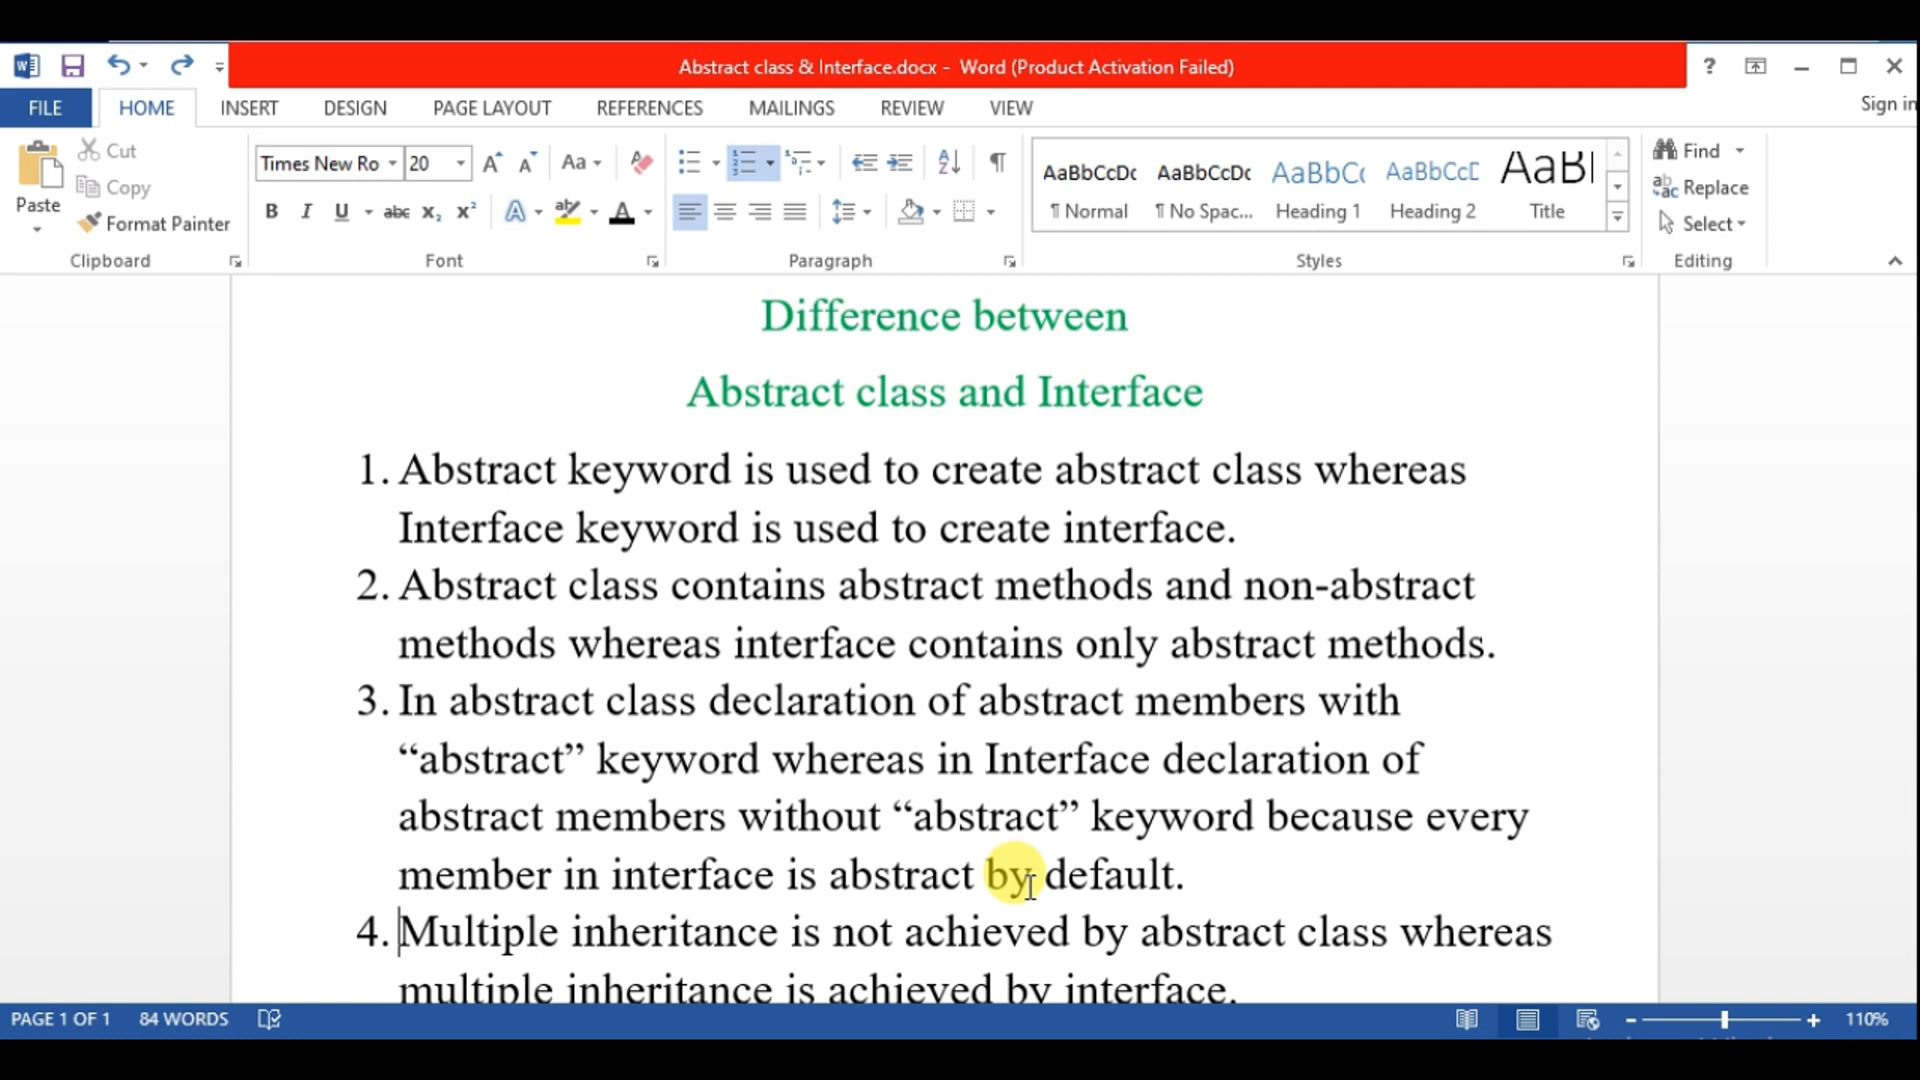 Abstract class & Interface.docx - Word (Product Activation Failed)
?
FILE HOME INSERT DESIGN PAGE LAYOUT REFERENCES MAILINGS REVIEW VIEW
Sign in
Paste
Cut
Copy
Format Painter
Clipboard
Times New Ro 20
Aa
B I U abc X₂ X²
A
Font
Paragraph
AaBbCcDc AaBbCcDc AaBbCc AaBbCcD AaBl
¶ Normal ¶ No Spac... Heading 1 Heading 2 Title
Styles
Find
Replace
Select
Editing
Difference between
Abstract class and Interface
1. Abstract keyword is used to create abstract class whereas
Interface keyword is used to create interface.
2. Abstract class contains abstract methods and non-abstract
methods whereas interface contains only abstract methods.
3. In abstract class declaration of abstract members with
“abstract” keyword whereas in Interface declaration of
abstract members without “abstract” keyword because every
member in interface is abstract by default.
4. Multiple inheritance is not achieved by abstract class whereas
multiple inheritance is achieved by interface.
PAGE 1 OF 1 84 WORDS 110%